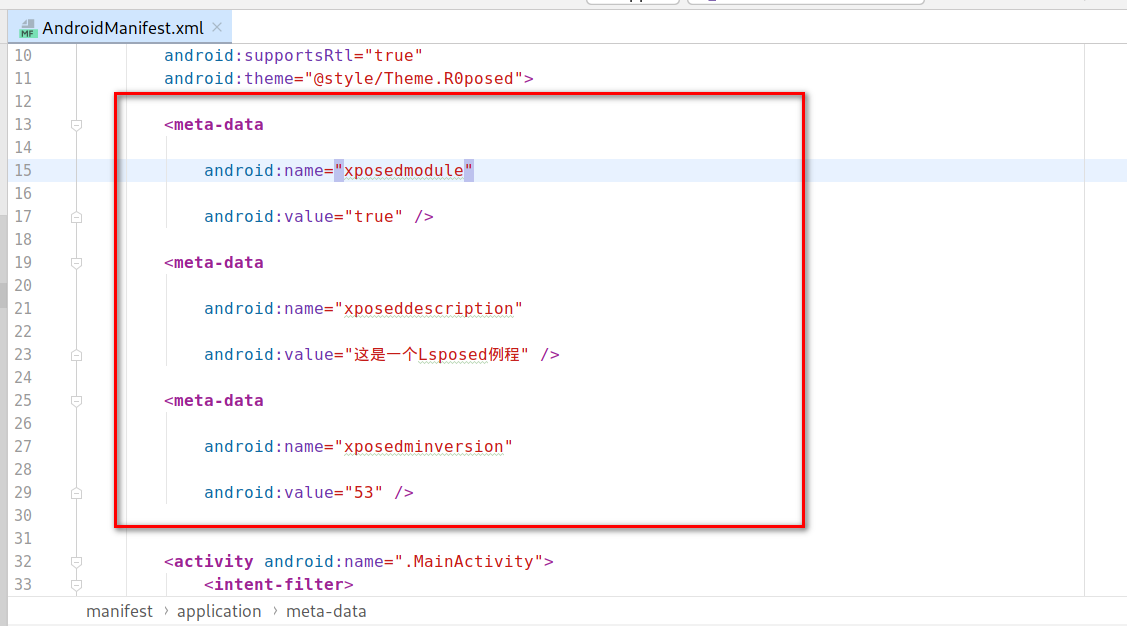 AndroidManifest.xml
10 android:supportsRtl="true"
11 android:theme="@style/Theme.R0posed">
12
13 <meta-data
14
15 android:name="xposedmodule"
16
17 android:value="true" />
18
19 <meta-data
20
21 android:name="xposeddescription"
22
23 android:value="这是一个Lsposed例程" />
24
25 <meta-data
26
27 android:name="xposedminversion"
28
29 android:value="53" />
30
31
32 <activity android:name=".MainActivity">
33 <intent-filter>
manifest › application › meta-data